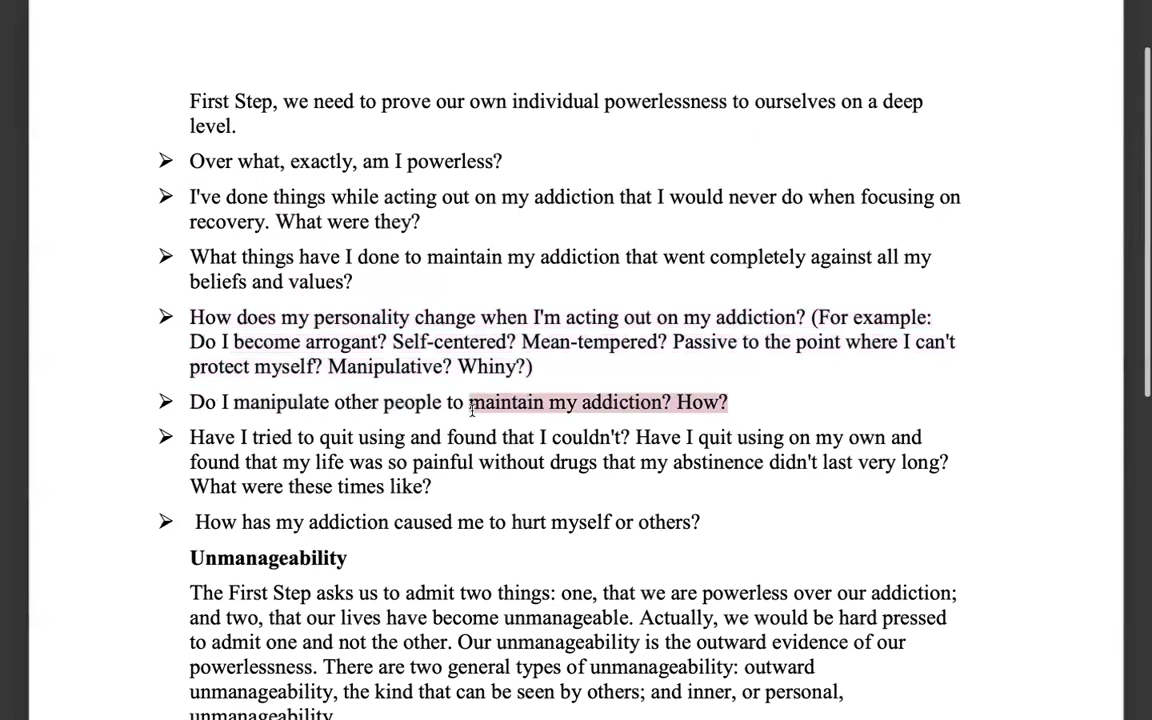 First Step, we need to prove our own individual powerlessness to ourselves on a deep
level.
➢ Over what, exactly, am I powerless?
➢ I've done things while acting out on my addiction that I would never do when focusing on
recovery. What were they?
➢ What things have I done to maintain my addiction that went completely against all my
beliefs and values?
➢ How does my personality change when I'm acting out on my addiction? (For example:
Do I become arrogant? Self-centered? Mean-tempered? Passive to the point where I can't
protect myself? Manipulative? Whiny?)
➢ Do I manipulate other people to maintain my addiction? How?
➢ Have I tried to quit using and found that I couldn't? Have I quit using on my own and
found that my life was so painful without drugs that my abstinence didn't last very long?
What were these times like?
➢ How has my addiction caused me to hurt myself or others?
Unmanageability
The First Step asks us to admit two things: one, that we are powerless over our addiction;
and two, that our lives have become unmanageable. Actually, we would be hard pressed
to admit one and not the other. Our unmanageability is the outward evidence of our
powerlessness. There are two general types of unmanageability: outward
unmanageability, the kind that can be seen by others; and inner, or personal,
unmanageability.